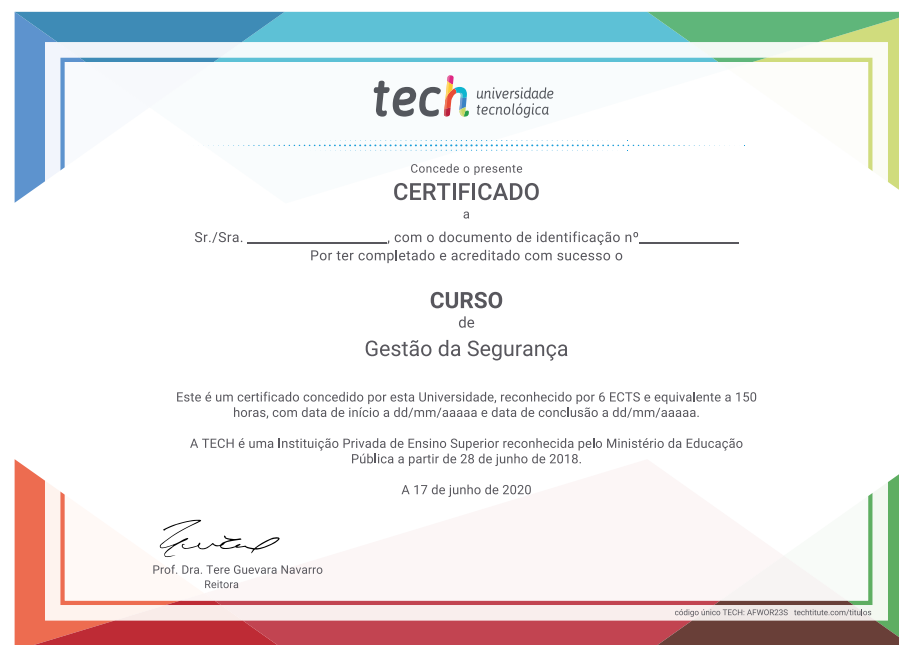 tech universidade
tecnológica
Concede o presente
CERTIFICADO
a
Sr./Sra. ____________________, com o documento de identificação nº______________
Por ter completado e acreditado com sucesso o
CURSO
de
Gestão da Segurança
Este é um certificado concedido por esta Universidade, reconhecido por 6 ECTS e equivalente a 150
horas, com data de início a dd/mm/aaaaa e data de conclusão a dd/mm/aaaaa.
A TECH é uma Instituição Privada de Ensino Superior reconhecida pelo Ministério da Educação
Pública a partir de 28 de junho de 2018.
A 17 de junho de 2020
Prof. Dra. Tere Guevara Navarro
Reitora
código único TECH: AFWOR23S techtitute.com/titulos